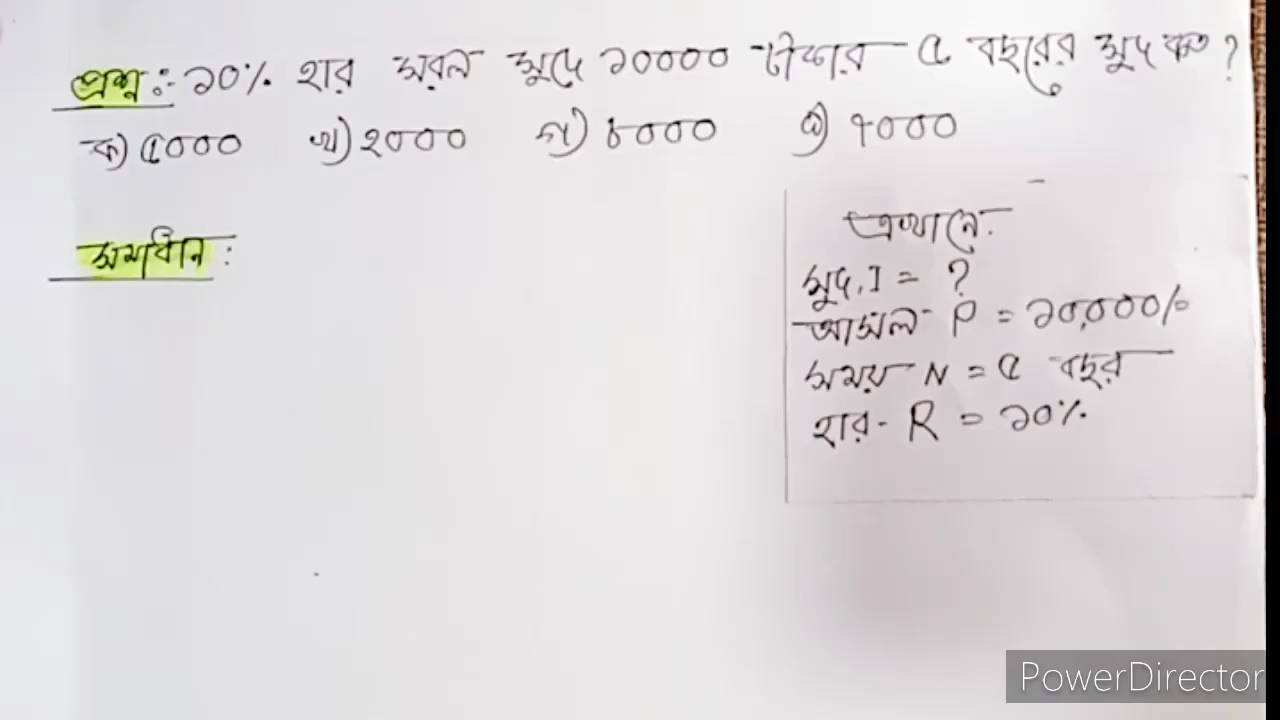 প্রশ্ন :- ১০% হার সরল সুদে ১০০০০ টাকার ৫ বছরের সুদ কত ?
ক) ৫০০০ খ) ২০০০ গ) ৮০০০ ঘ) ৭০০০
সমাধান :
এখানে:
সুদ, I = ?
আসল P = ১০,০০০/-
সময় N = ৫ বছর
হার- R = ১০%
PowerDirector